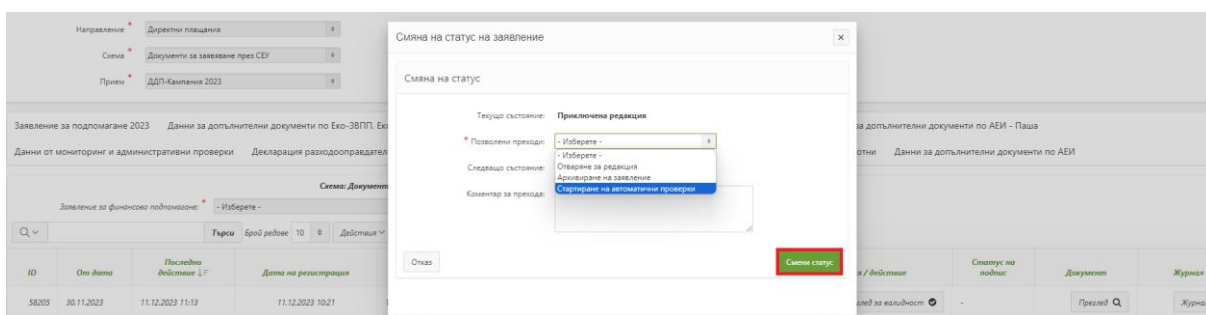 Направление * Директни плащания
Схема * Документи за заявяване през СЕУ
Прием * ДДП-Кампания 2023
Заявление за подпомагане 2023 Данни за допълнителни документи по Еко-ЗВПП, Ек
за допълнителни документи по АЕИ - Паша
Данни от мониторинг и административни проверки Декларация разходооправдател
отни Данни за допълнителни документи по АЕИ
Схема: Документ
Заявление за финансово подпомагане: * - Изберете -
Търси Брой редове 10 Действия
ID От дата Последно действие Дата на регистрация
я / действие Статус на подпис Документ Журнал
58205 30.11.2023 11.12.2023 11:13 11.12.2023 10:21
глед за валидност - Преглед Журнал
Смяна на статус на заявление
Смяна на статус
Текущо състояние: Приключена редакция
* Позволени преходи: - Изберете -
- Изберете -
Следващо състояние: Отваряне за редакция
Архивиране на заявление
Стартиране на автоматични проверки
Коментар за прехода:
Отказ Смени статус